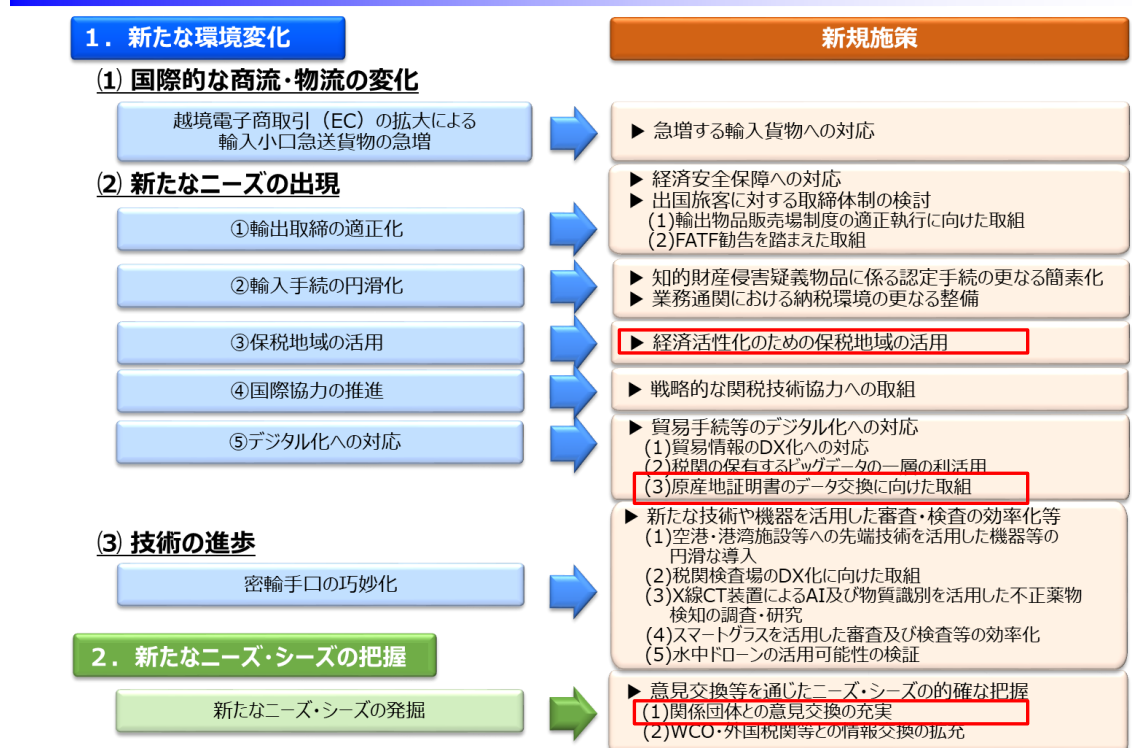 1．新たな環境変化
新規施策
⑴ 国際的な商流・物流の変化
越境電子商取引（EC）の拡大による
輸入小口急送貨物の急増
▶ 急増する輸入貨物への対応
⑵ 新たなニーズの出現
①輸出取締の適正化
▶ 経済安全保障への対応
▶ 出国旅客に対する取締体制の検討
(1)輸出物品販売場制度の適正執行に向けた取組
(2)FATF勧告を踏まえた取組
②輸入手続の円滑化
▶ 知的財産侵害疑義物品に係る認定手続の更なる簡素化
▶ 業務通関における納税環境の更なる整備
③保税地域の活用
▶ 経済活性化のための保税地域の活用
④国際協力の推進
▶ 戦略的な関税技術協力への取組
⑤デジタル化への対応
▶ 貿易手続等のデジタル化への対応
(1)貿易情報のDX化への対応
(2)税関の保有するビッグデータの一層の利活用
(3)原産地証明書のデータ交換に向けた取組
⑶ 技術の進歩
密輸手口の巧妙化
▶ 新たな技術や機器を活用した審査・検査の効率化等
(1)空港・港湾施設等への先端技術を活用した機器等の
円滑な導入
(2)税関検査場のDX化に向けた取組
(3)X線CT装置によるAI及び物質識別を活用した不正薬物
検知の調査・研究
(4)スマートグラスを活用した審査及び検査等の効率化
(5)水中ドローンの活用可能性の検証
2．新たなニーズ・シーズの把握
新たなニーズ・シーズの発掘
▶ 意見交換等を通じたニーズ・シーズの的確な把握
(1)関係団体との意見交換の充実
(2)WCO・外国税関等との情報交換の拡充